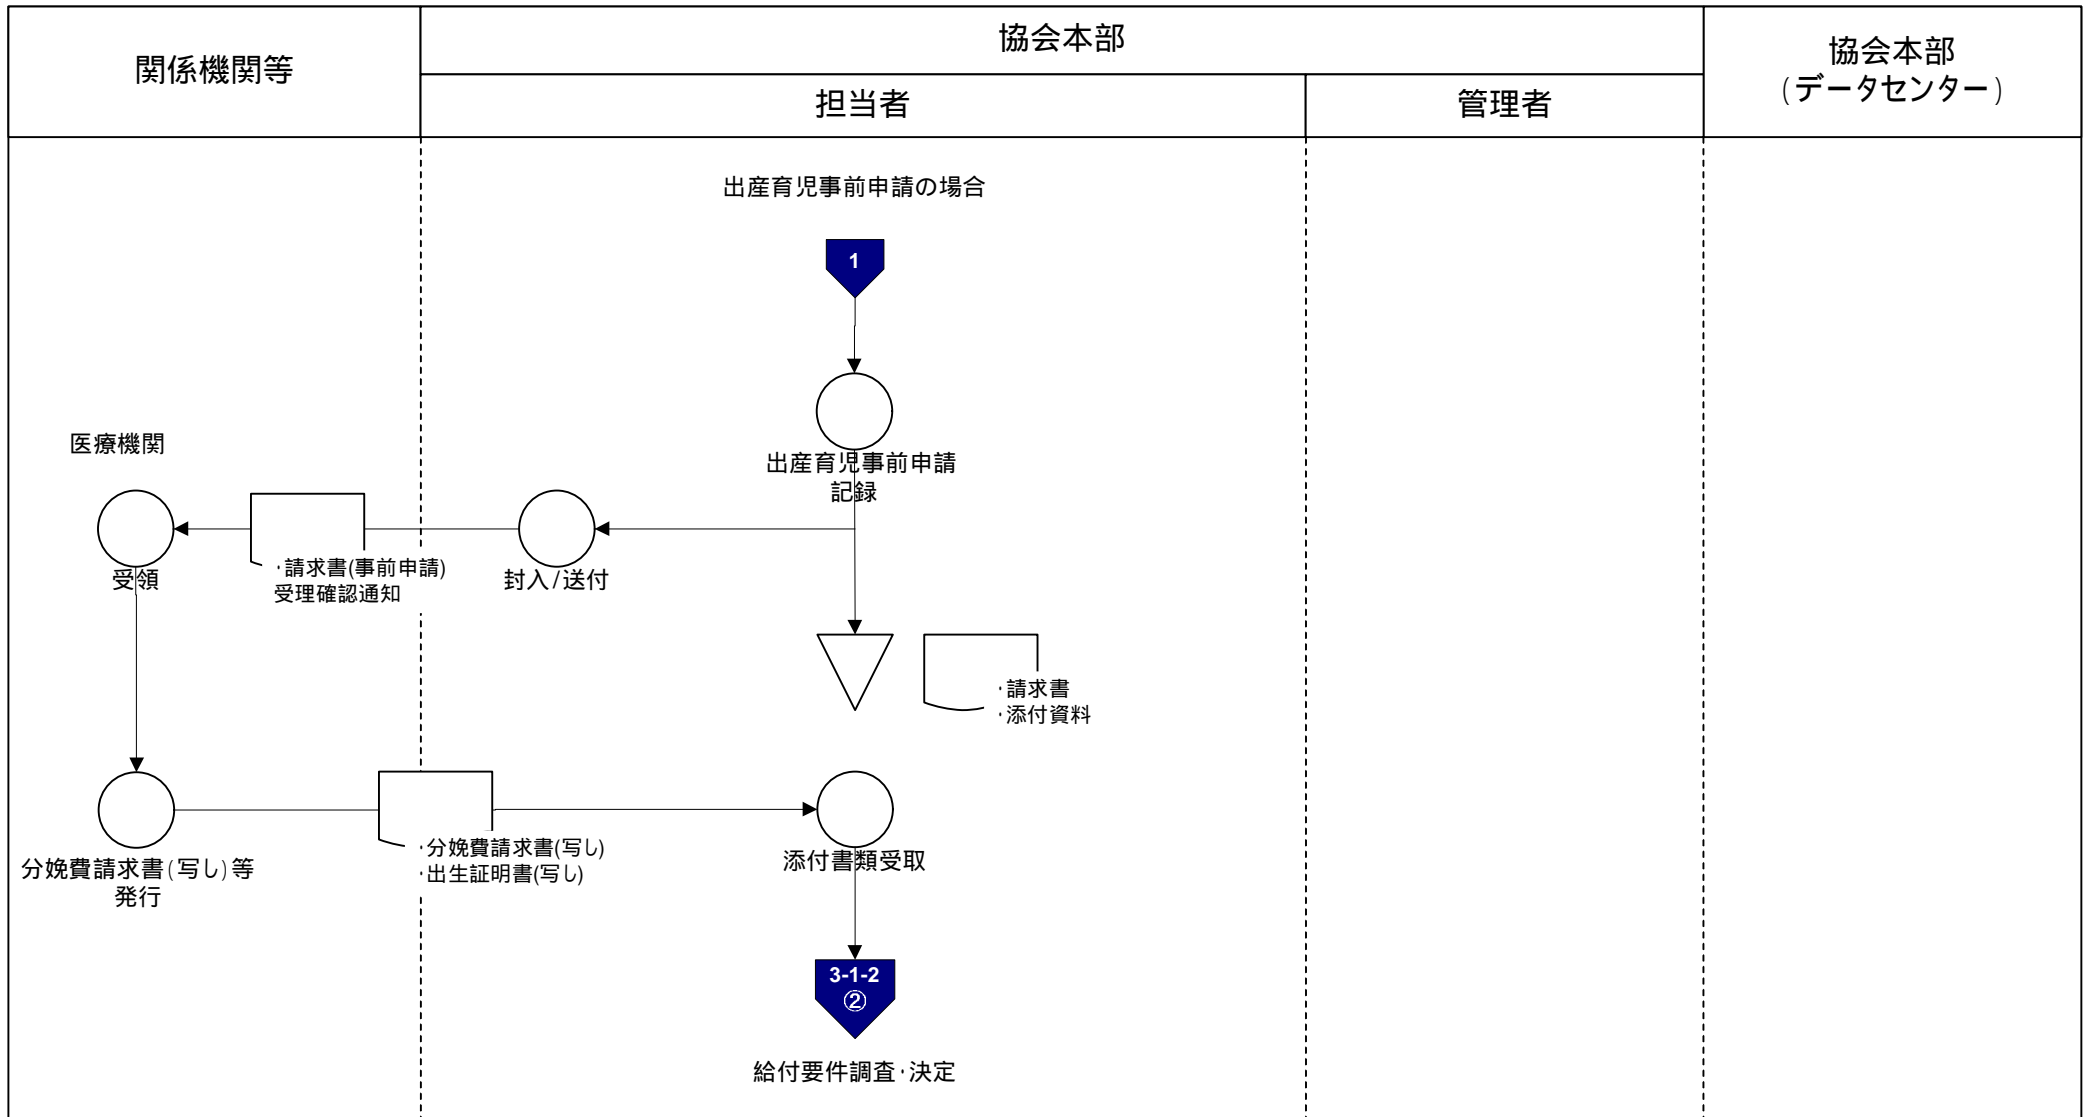 関係機関等
協会本部
担当者
管理者
協会本部
(データセンター)
出産育児事前申請の場合
1
出産育児事前申請
記録
医療機関
受領
・請求書(事前申請)
受理確認通知
封入/送付
・請求書
・添付資料
分娩費請求書(写し)等
発行
・分娩費請求書(写し)
・出生証明書(写し)
添付書類受取
3-1-2
②
給付要件調査・決定